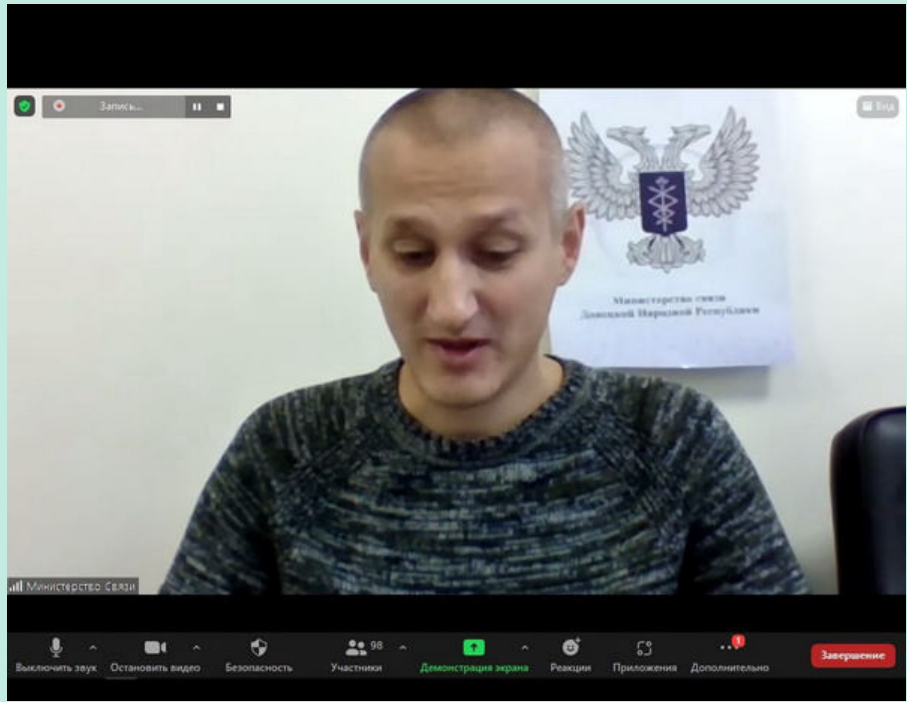 Запись...
Вид
Министерство связи
Донецкой Народной Республики
Министерство Связи
98
1
Выключить звук
Остановить видео
Безопасность
Участники
Демонстрация экрана
Реакции
Приложения
Дополнительно
Завершение